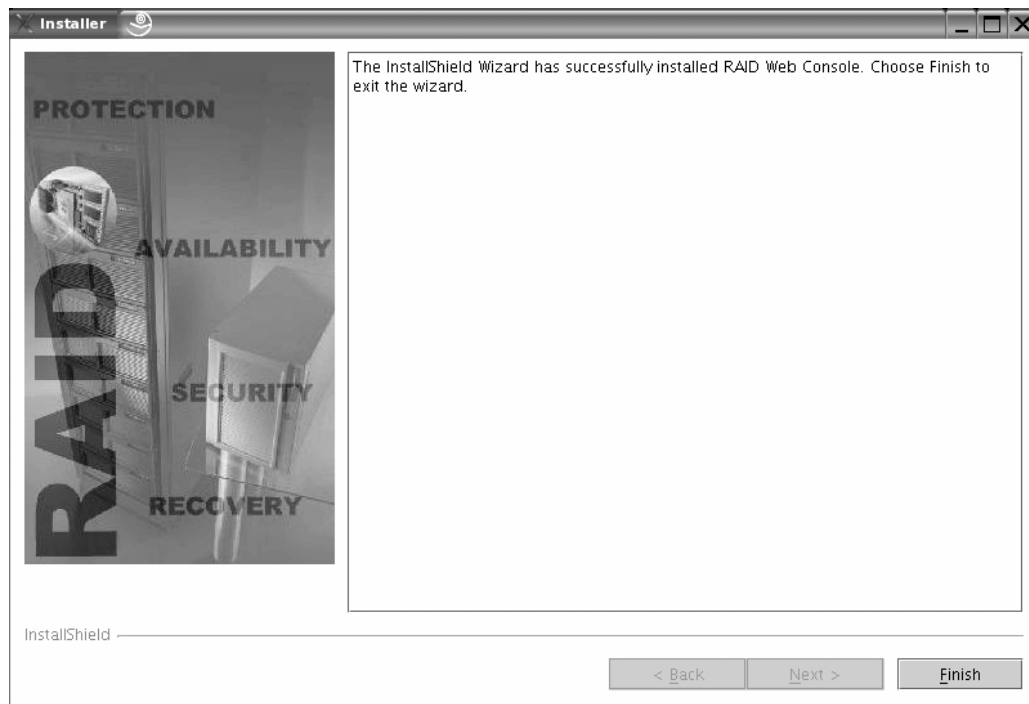 Installer
PROTECTION
AVAILABILITY
SECURITY
RECOVERY
RAID
The InstallShield Wizard has successfully installed RAID Web Console. Choose Finish to
exit the wizard.
InstallShield
< Back
Next >
Finish